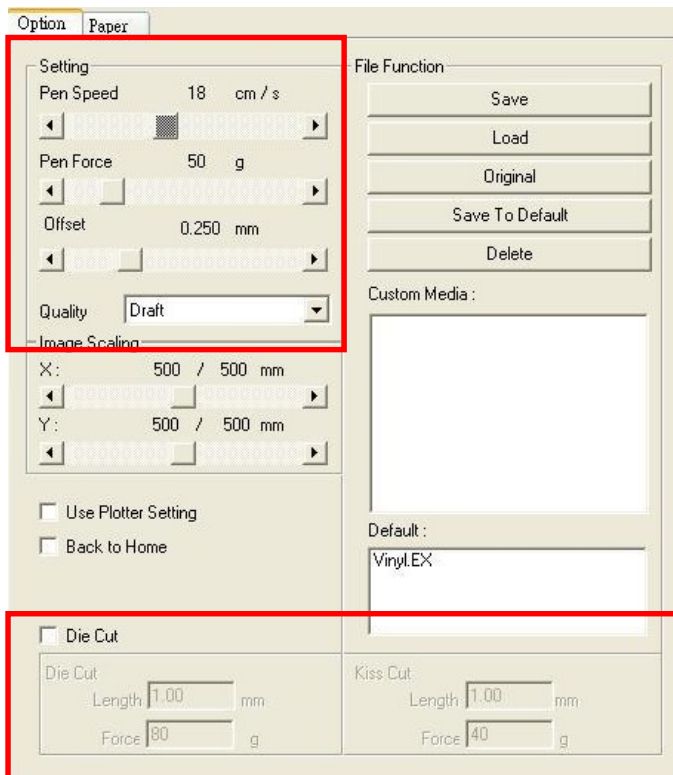 Option Paper
Setting
Pen Speed 18 cm / s
Pen Force 50 g
Offset 0.250 mm
Quality Draft
Image Scaling
X : 500 / 500 mm
Y : 500 / 500 mm
Use Plotter Setting
Back to Home
File Function
Save
Load
Original
Save To Default
Delete
Custom Media :
Default :
Vinyl.EX
Die Cut
Die Cut
Length 1.00 mm
Force 80 g
Kiss Cut
Length 1.00 mm
Force 40 g